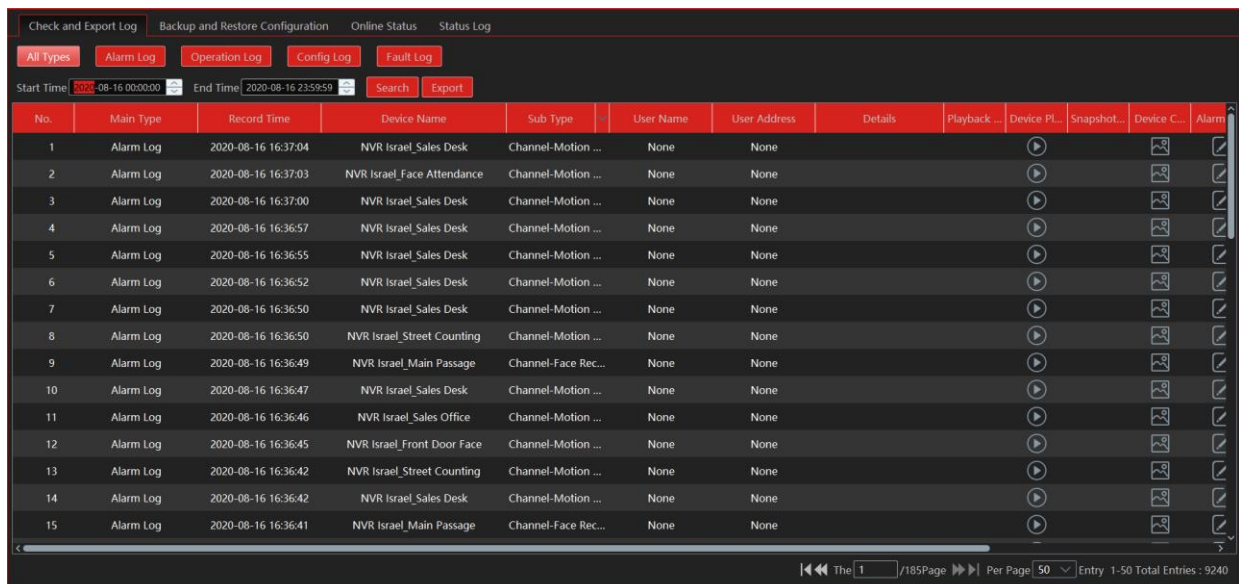 Check and Export Log Backup and Restore Configuration Online Status Status Log
All Types Alarm Log Operation Log Config Log Fault Log
Start Time 2020-08-16 00:00:00 End Time 2020-08-16 23:59:59 Search Export
No. Main Type Record Time Device Name Sub Type User Name User Address Details Playback ... Device Pl... Snapshot... Device C... Alarm
1 Alarm Log 2020-08-16 16:37:04 NVR Israel_Sales Desk Channel-Motion ... None None
2 Alarm Log 2020-08-16 16:37:03 NVR Israel_Face Attendance Channel-Motion ... None None
3 Alarm Log 2020-08-16 16:37:00 NVR Israel_Sales Desk Channel-Motion ... None None
4 Alarm Log 2020-08-16 16:36:57 NVR Israel_Sales Desk Channel-Motion ... None None
5 Alarm Log 2020-08-16 16:36:55 NVR Israel_Sales Desk Channel-Motion ... None None
6 Alarm Log 2020-08-16 16:36:52 NVR Israel_Sales Desk Channel-Motion ... None None
7 Alarm Log 2020-08-16 16:36:50 NVR Israel_Sales Desk Channel-Motion ... None None
8 Alarm Log 2020-08-16 16:36:50 NVR Israel_Street Counting Channel-Motion ... None None
9 Alarm Log 2020-08-16 16:36:49 NVR Israel_Main Passage Channel-Face Rec... None None
10 Alarm Log 2020-08-16 16:36:47 NVR Israel_Sales Desk Channel-Motion ... None None
11 Alarm Log 2020-08-16 16:36:46 NVR Israel_Sales Office Channel-Motion ... None None
12 Alarm Log 2020-08-16 16:36:45 NVR Israel_Front Door Face Channel-Motion ... None None
13 Alarm Log 2020-08-16 16:36:42 NVR Israel_Street Counting Channel-Motion ... None None
14 Alarm Log 2020-08-16 16:36:42 NVR Israel_Sales Desk Channel-Motion ... None None
15 Alarm Log 2020-08-16 16:36:41 NVR Israel_Main Passage Channel-Face Rec... None None
The 1 /185Page Per Page 50 Entry 1-50 Total Entries : 9240